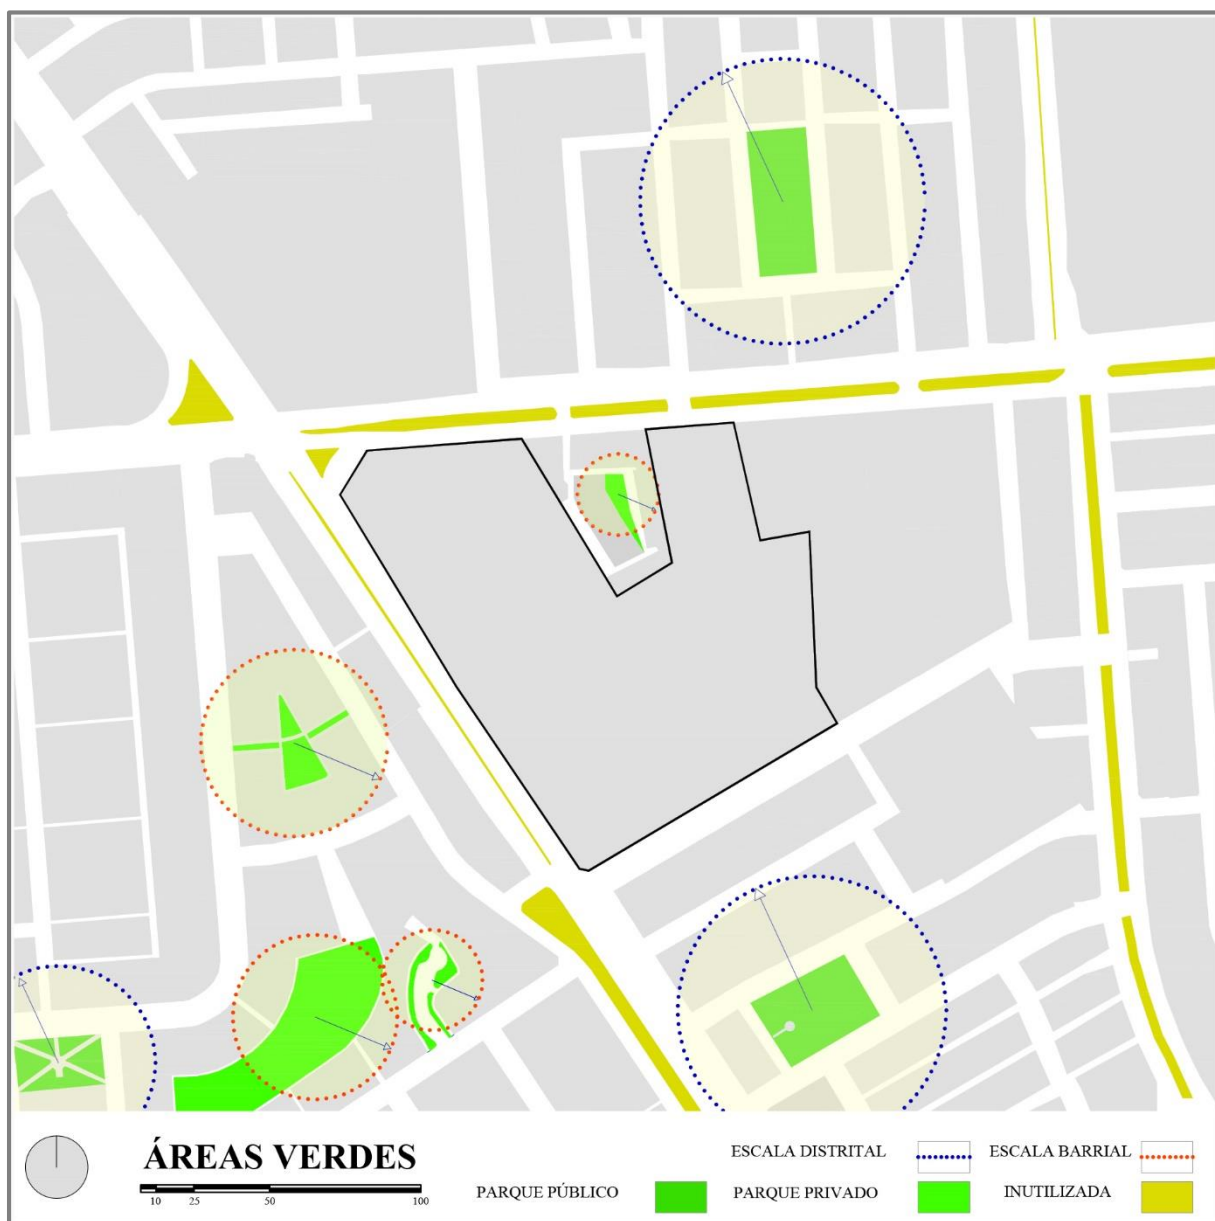 ÁREAS VERDES
10 25 50 100
ESCALA DISTRITAL
ESCALA BARRIAL
PARQUE PÚBLICO
PARQUE PRIVADO
INUTILIZADA